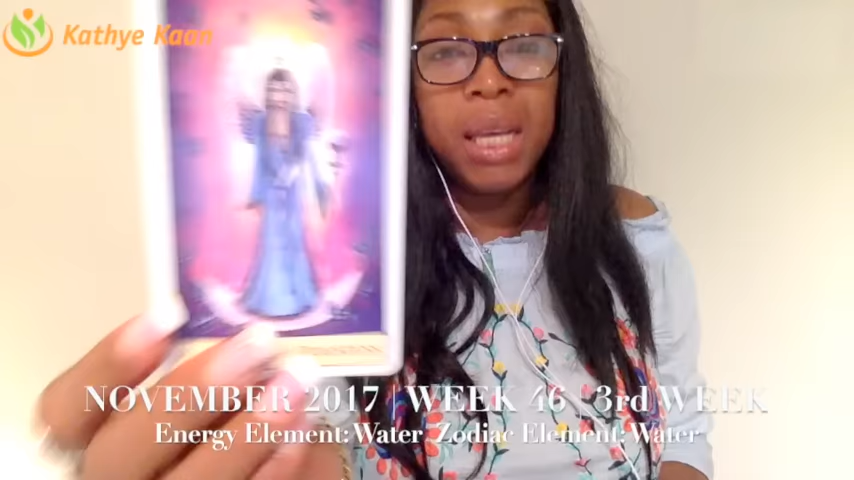 Kathye Kaan
NOVEMBER 2017 | WEEK 46 | 3rd WEEK
Energy Element: Water Zodiac Element: Water